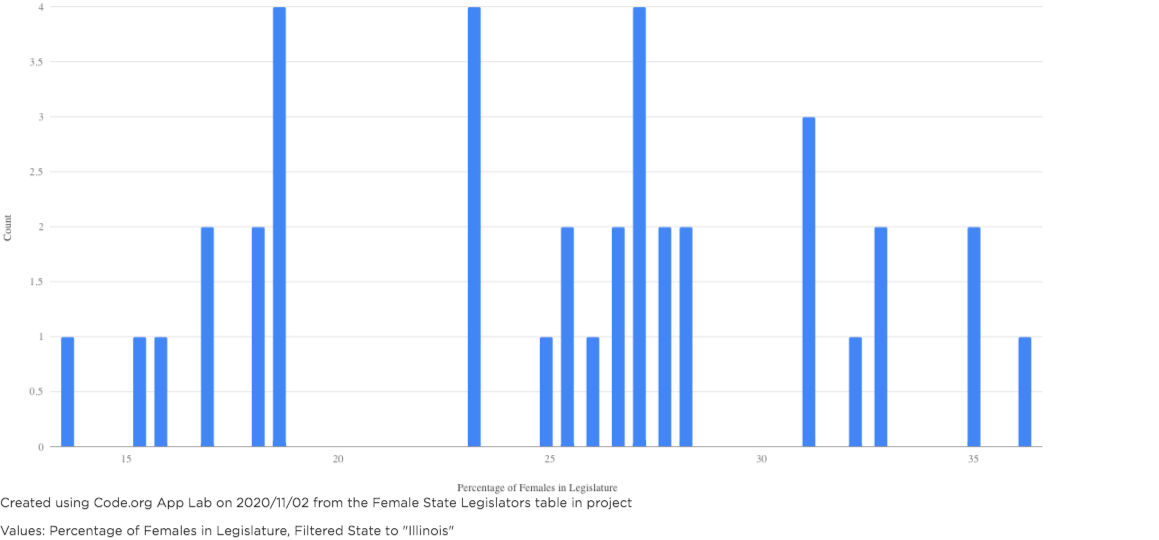 4
3.5
3
2.5
2
1.5
1
0.5
0
Count
15 20 25 30 35
Percentage of Females in Legislature
Created using Code.org App Lab on 2020/11/02 from the Female State Legislators table in project
Values: Percentage of Females in Legislature, Filtered State to "Illinois"